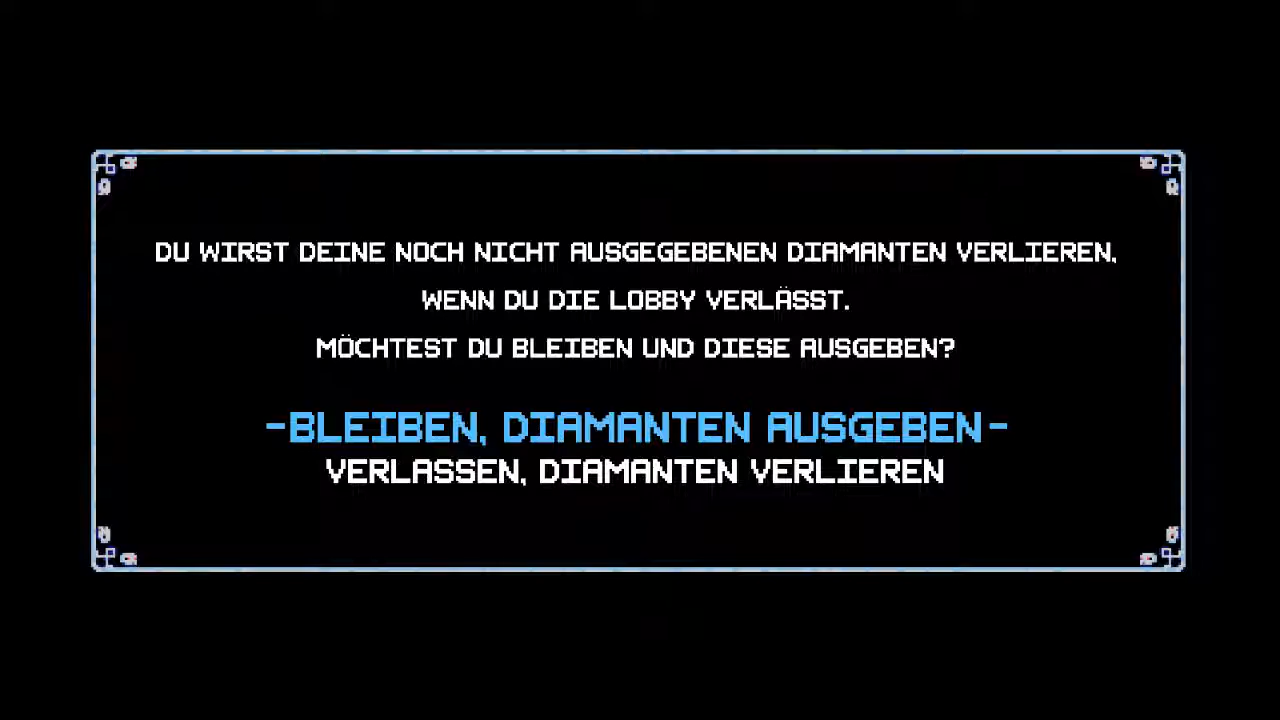 DU WIRST DEINE NOCH NICHT AUSGEGEBENEN DIAMANTEN VERLIEREN,
WENN DU DIE LOBBY VERLÄSST.
MÖCHTEST DU BLEIBEN UND DIESE AUSGEBEN?
-BLEIBEN, DIAMANTEN AUSGEBEN-
VERLASSEN, DIAMANTEN VERLIEREN